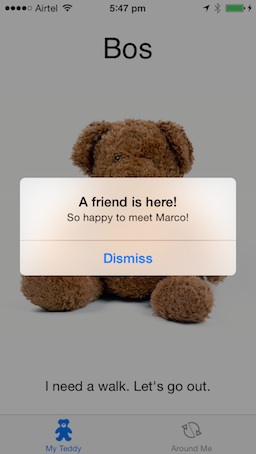 Airtel 5:47 pm
Bos
A friend is here!
So happy to meet Marco!
Dismiss
I need a walk. Let's go out.
My Teddy Around Me